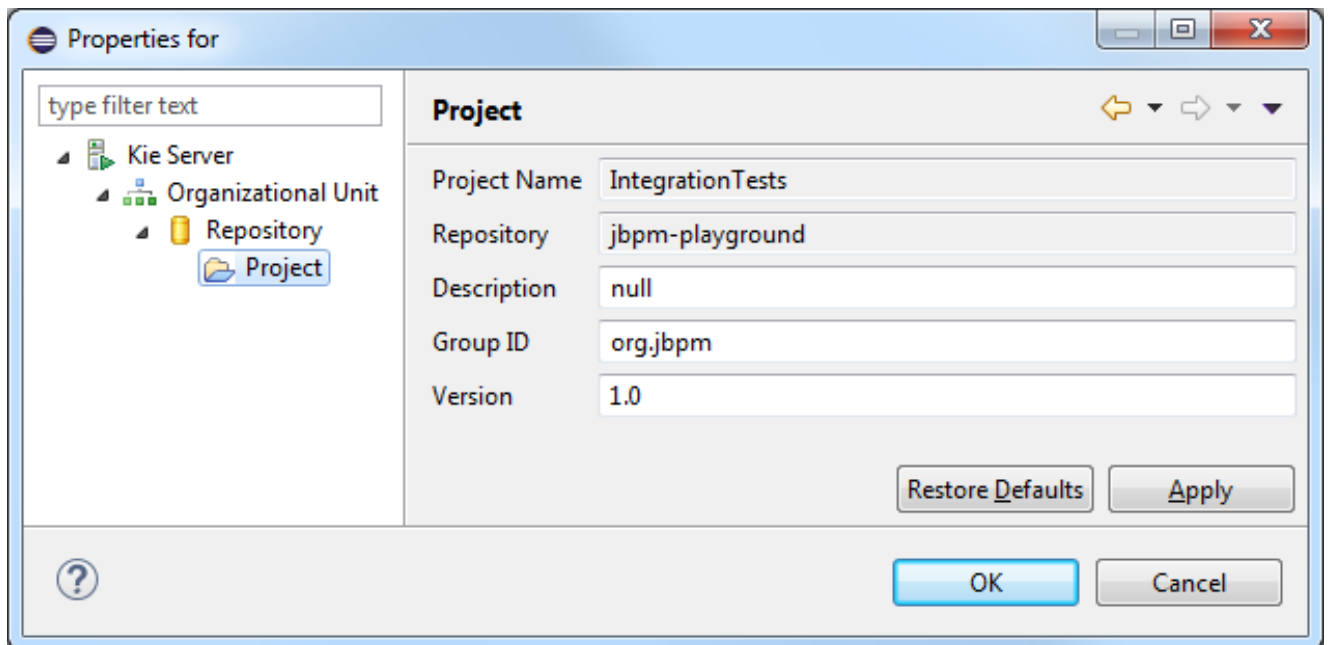 Properties for
type filter text
Project
Kie Server
Organizational Unit
Repository
Project
Project Name IntegrationTests
Repository jbpm-playground
Description null
Group ID org.jbpm
Version 1.0
Restore Defaults Apply
? OK Cancel